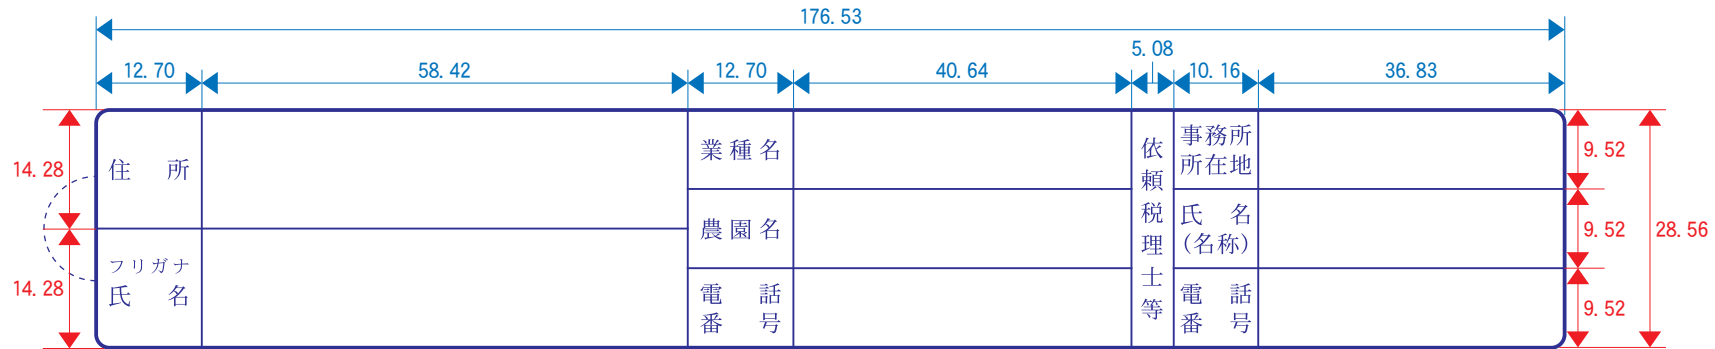 176.53
5.08
12.70
58.42
12.70
40.64
10.16
36.83
14.28
14.28
住所
フリガナ
氏名
業種名
農園名
電話
番号
依頼税理士等
事務所
所在地
氏名
(名称)
電話
番号
9.52
9.52
9.52
28.56